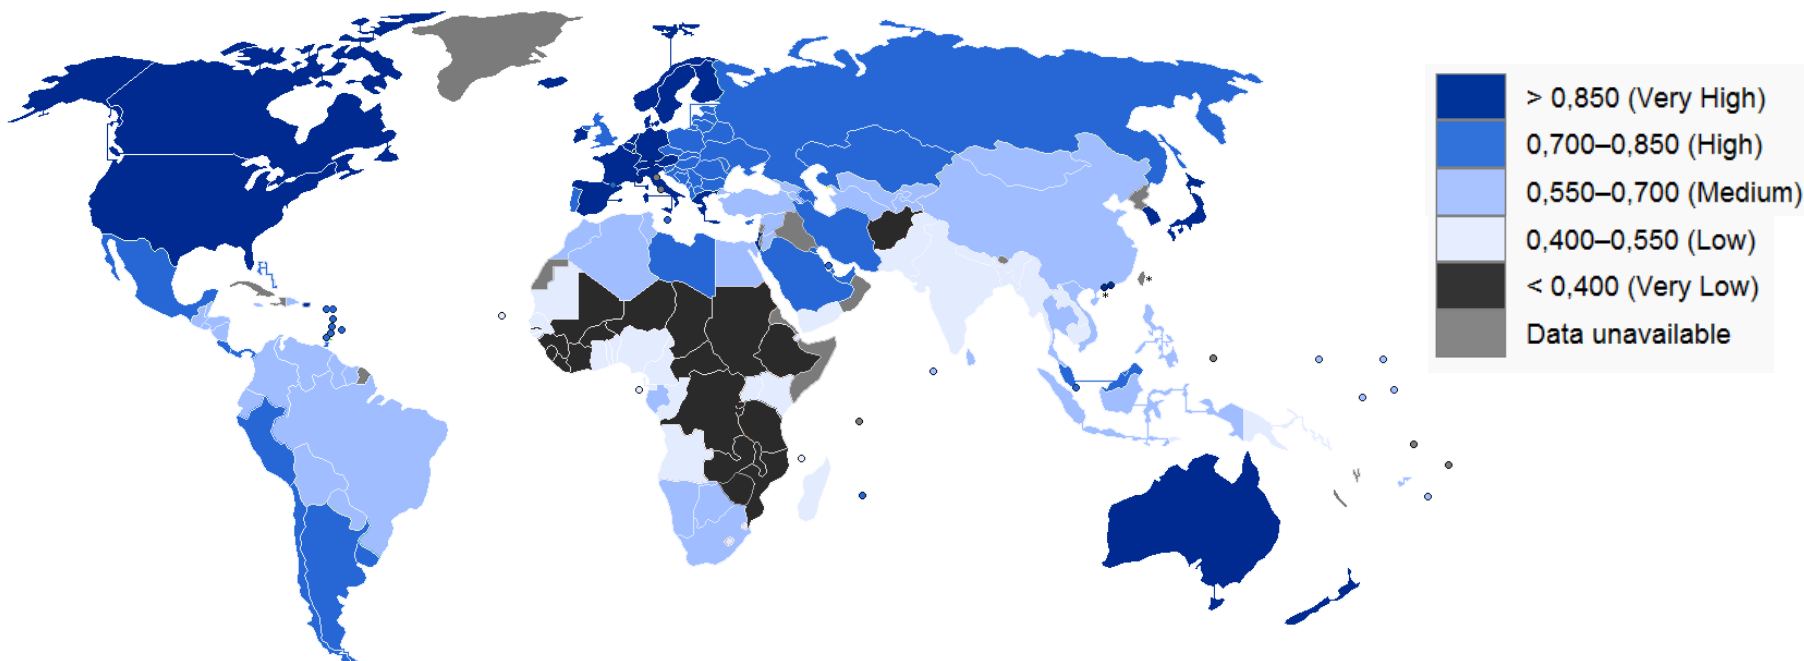 > 0,850 (Very High)
0,700–0,850 (High)
0,550–0,700 (Medium)
0,400–0,550 (Low)
< 0,400 (Very Low)
Data unavailable
*
*